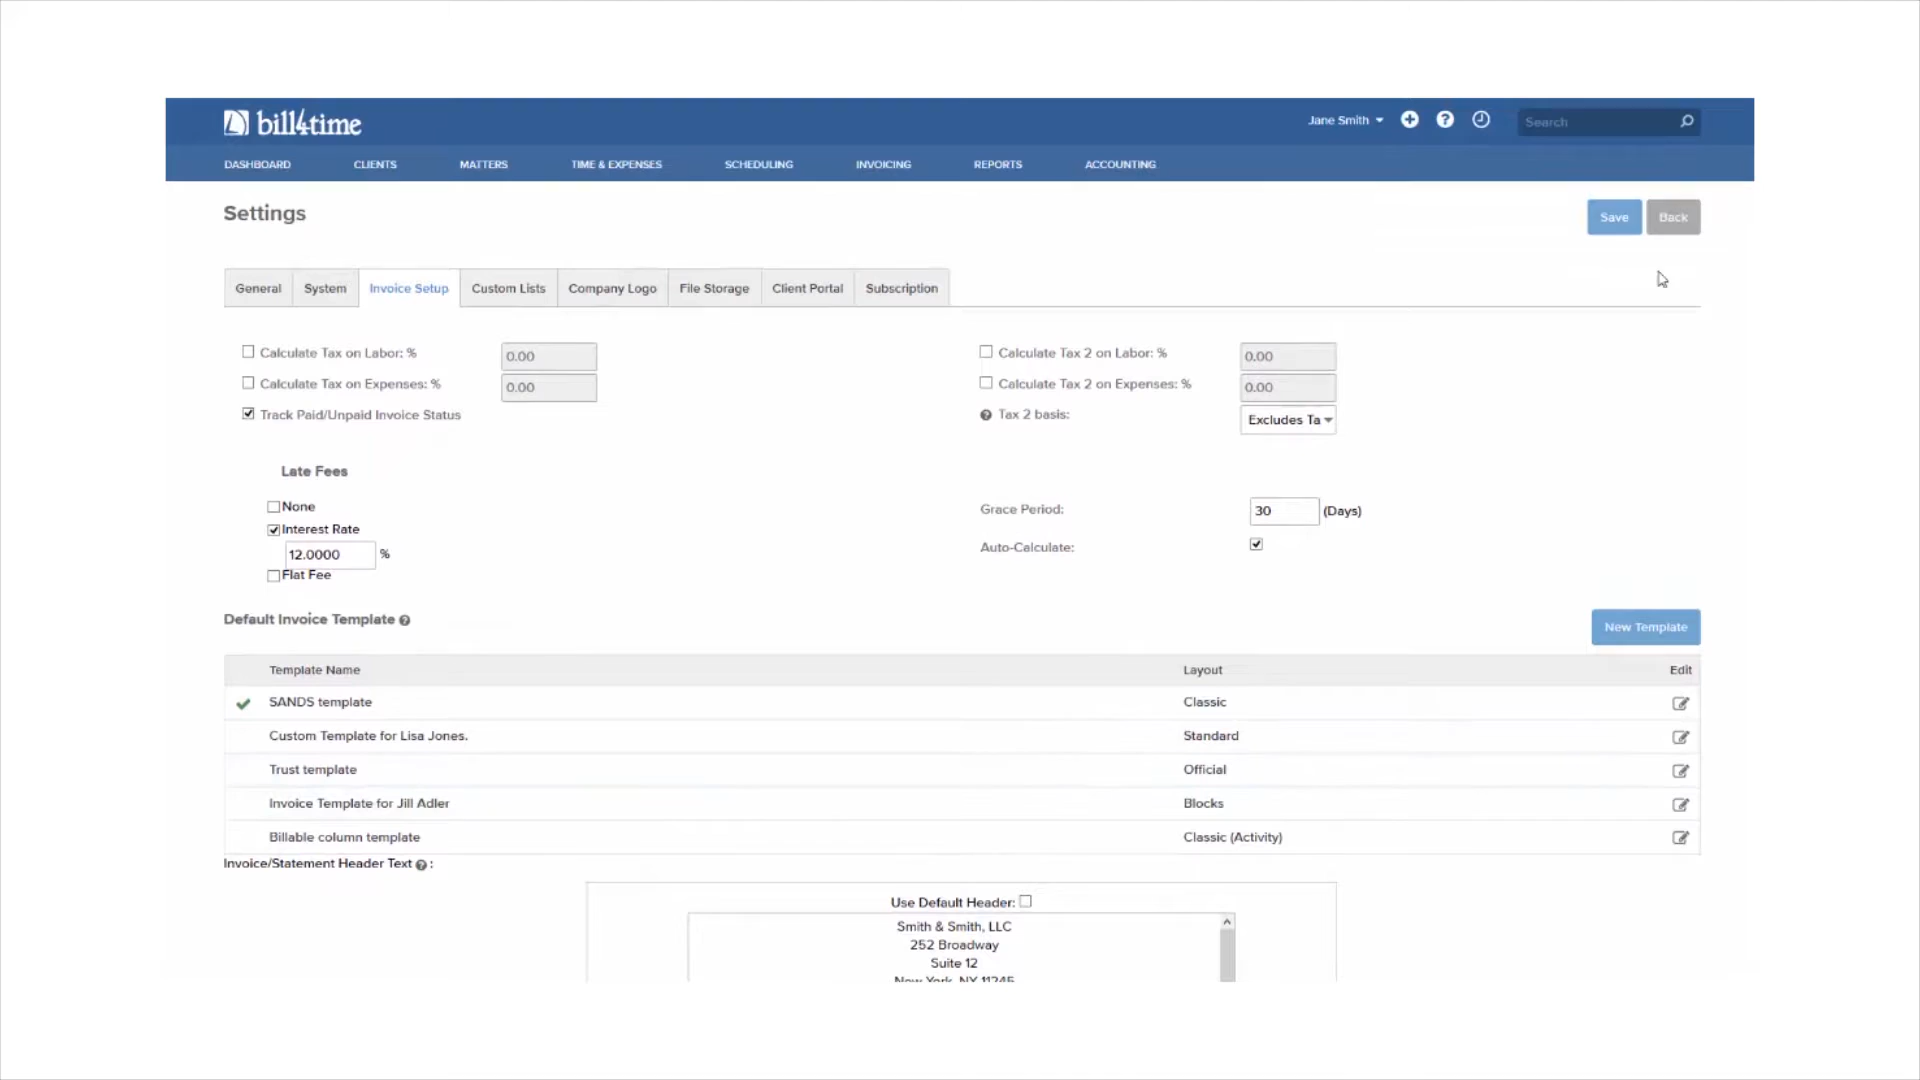 bill4time
Jane Smith
Search
DASHBOARD CLIENTS MATTERS TIME & EXPENSES SCHEDULING INVOICING REPORTS ACCOUNTING
Settings
Save Back
General System Invoice Setup Custom Lists Company Logo File Storage Client Portal Subscription
Calculate Tax on Labor: % 0.00 Calculate Tax 2 on Labor: % 0.00
Calculate Tax on Expenses: % 0.00 Calculate Tax 2 on Expenses: % 0.00
Track Paid/Unpaid Invoice Status Tax 2 basis: Excludes Ta
Late Fees
None Grace Period: 30 (Days)
Interest Rate
12.0000 % Auto-Calculate:
Flat Fee
Default Invoice Template
New Template
Template Name Layout Edit
SANDS template Classic
Custom Template for Lisa Jones. Standard
Trust template Official
Invoice Template for Jill Adler Blocks
Billable column template Classic (Activity)
Invoice/Statement Header Text :
Use Default Header:
Smith & Smith, LLC
252 Broadway
Suite 12
New York, NY 11245